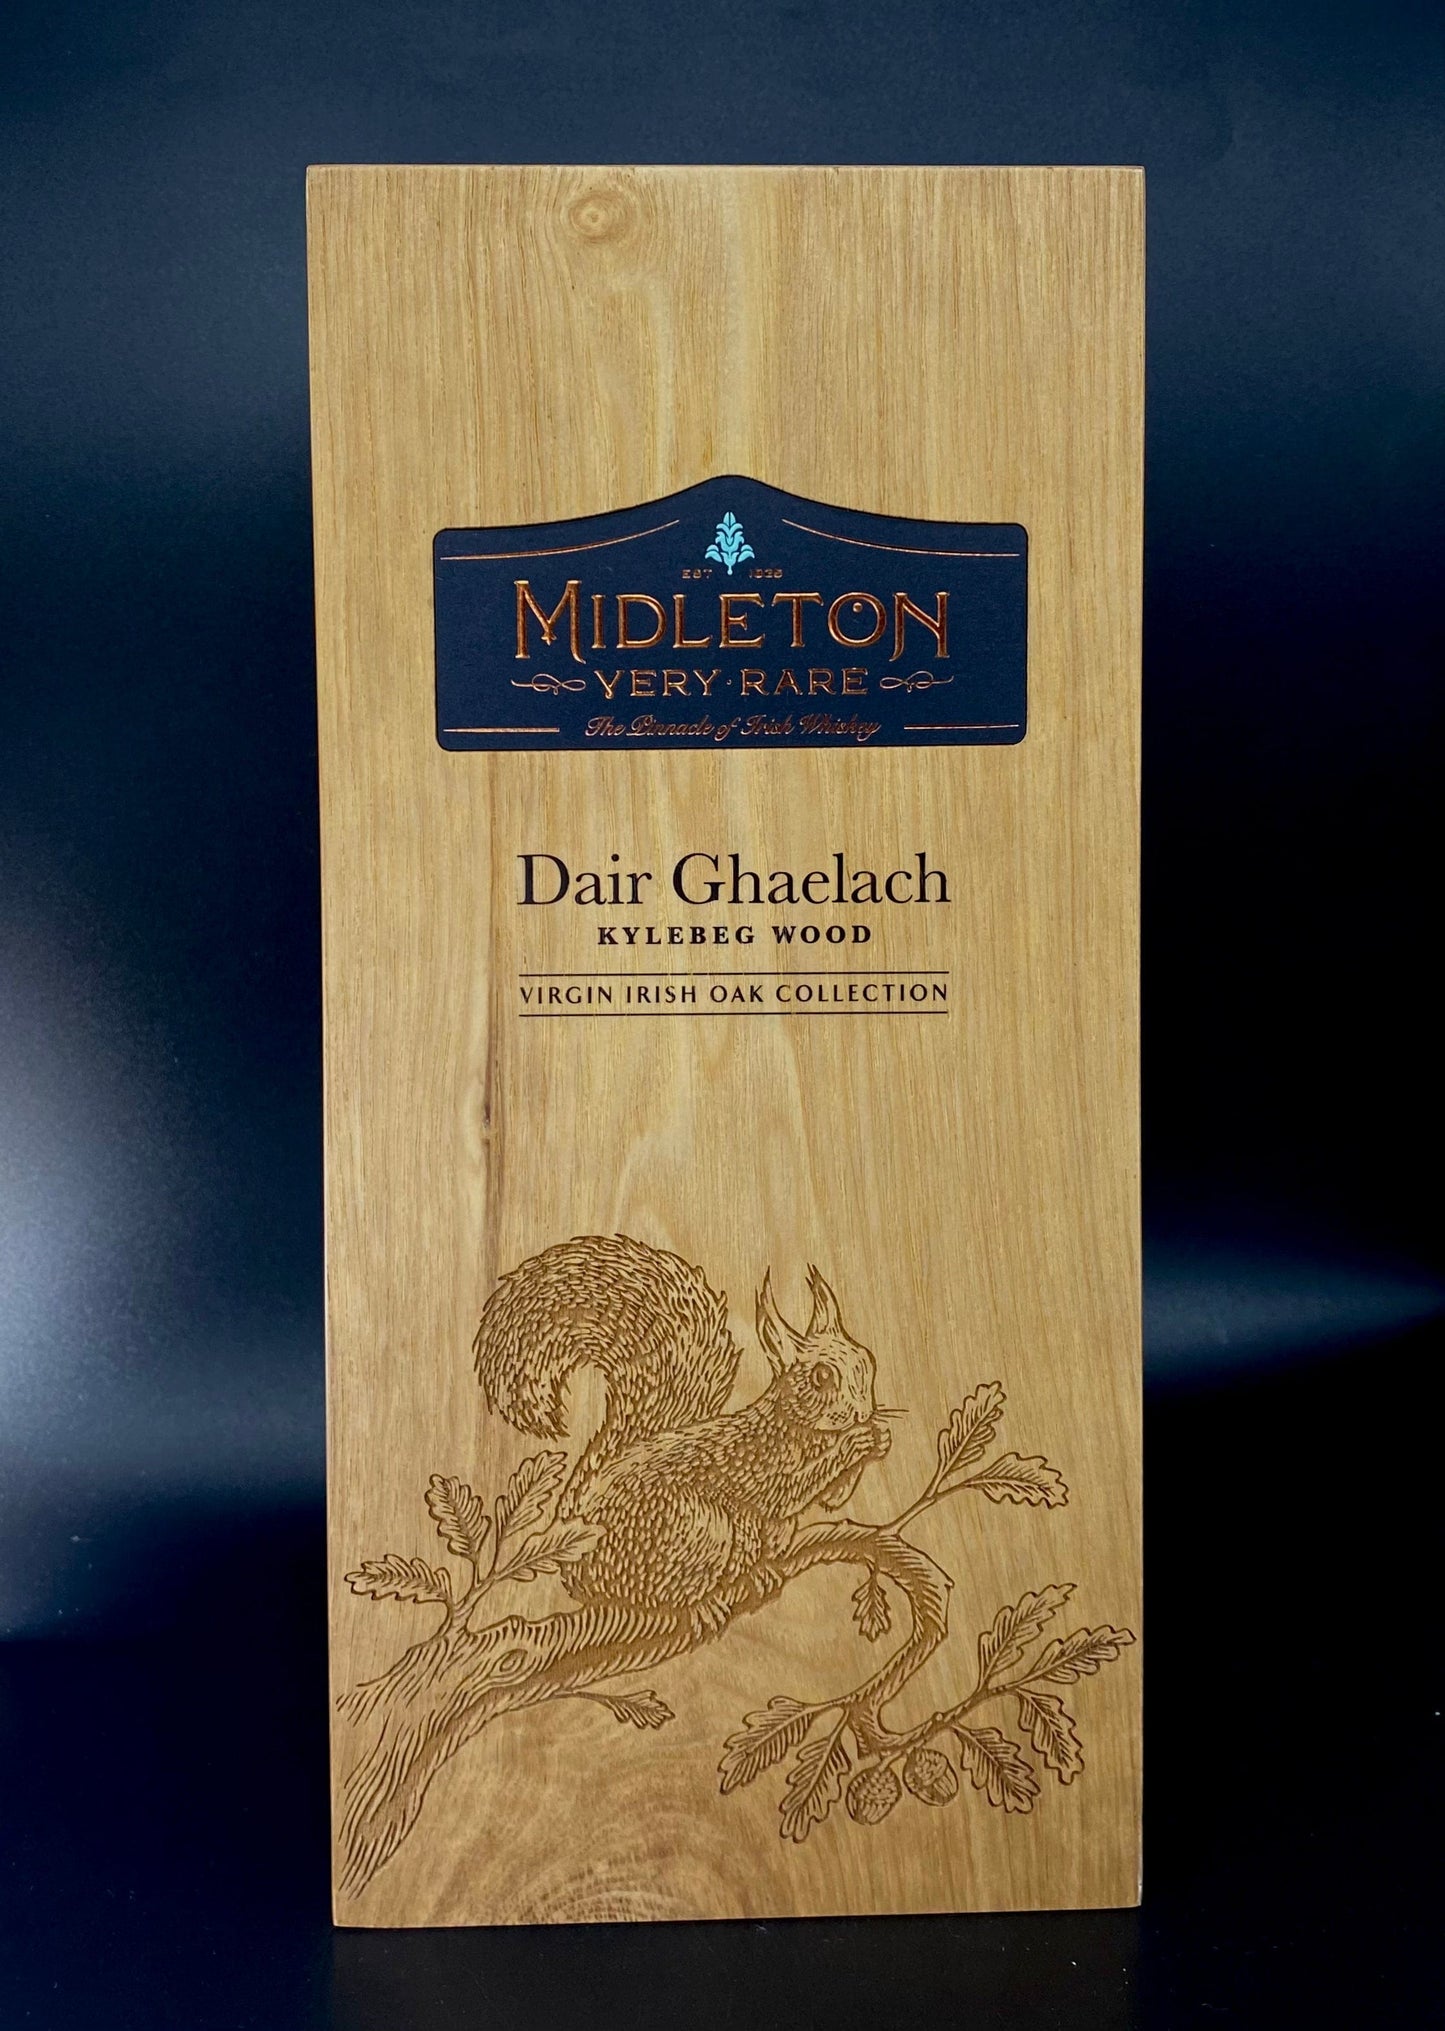 EST 1825
MIDLETON
VERY · RARE
The Pinnacle of Irish Whiskey
Dair Ghaelach
KYLEBEG WOOD
VIRGIN IRISH OAK COLLECTION